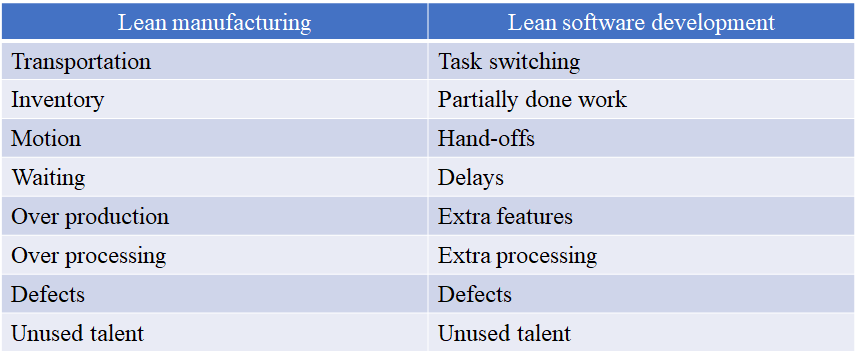 Lean manufacturing Lean software development
Transportation Task switching
Inventory Partially done work
Motion Hand-offs
Waiting Delays
Over production Extra features
Over processing Extra processing
Defects Defects
Unused talent Unused talent